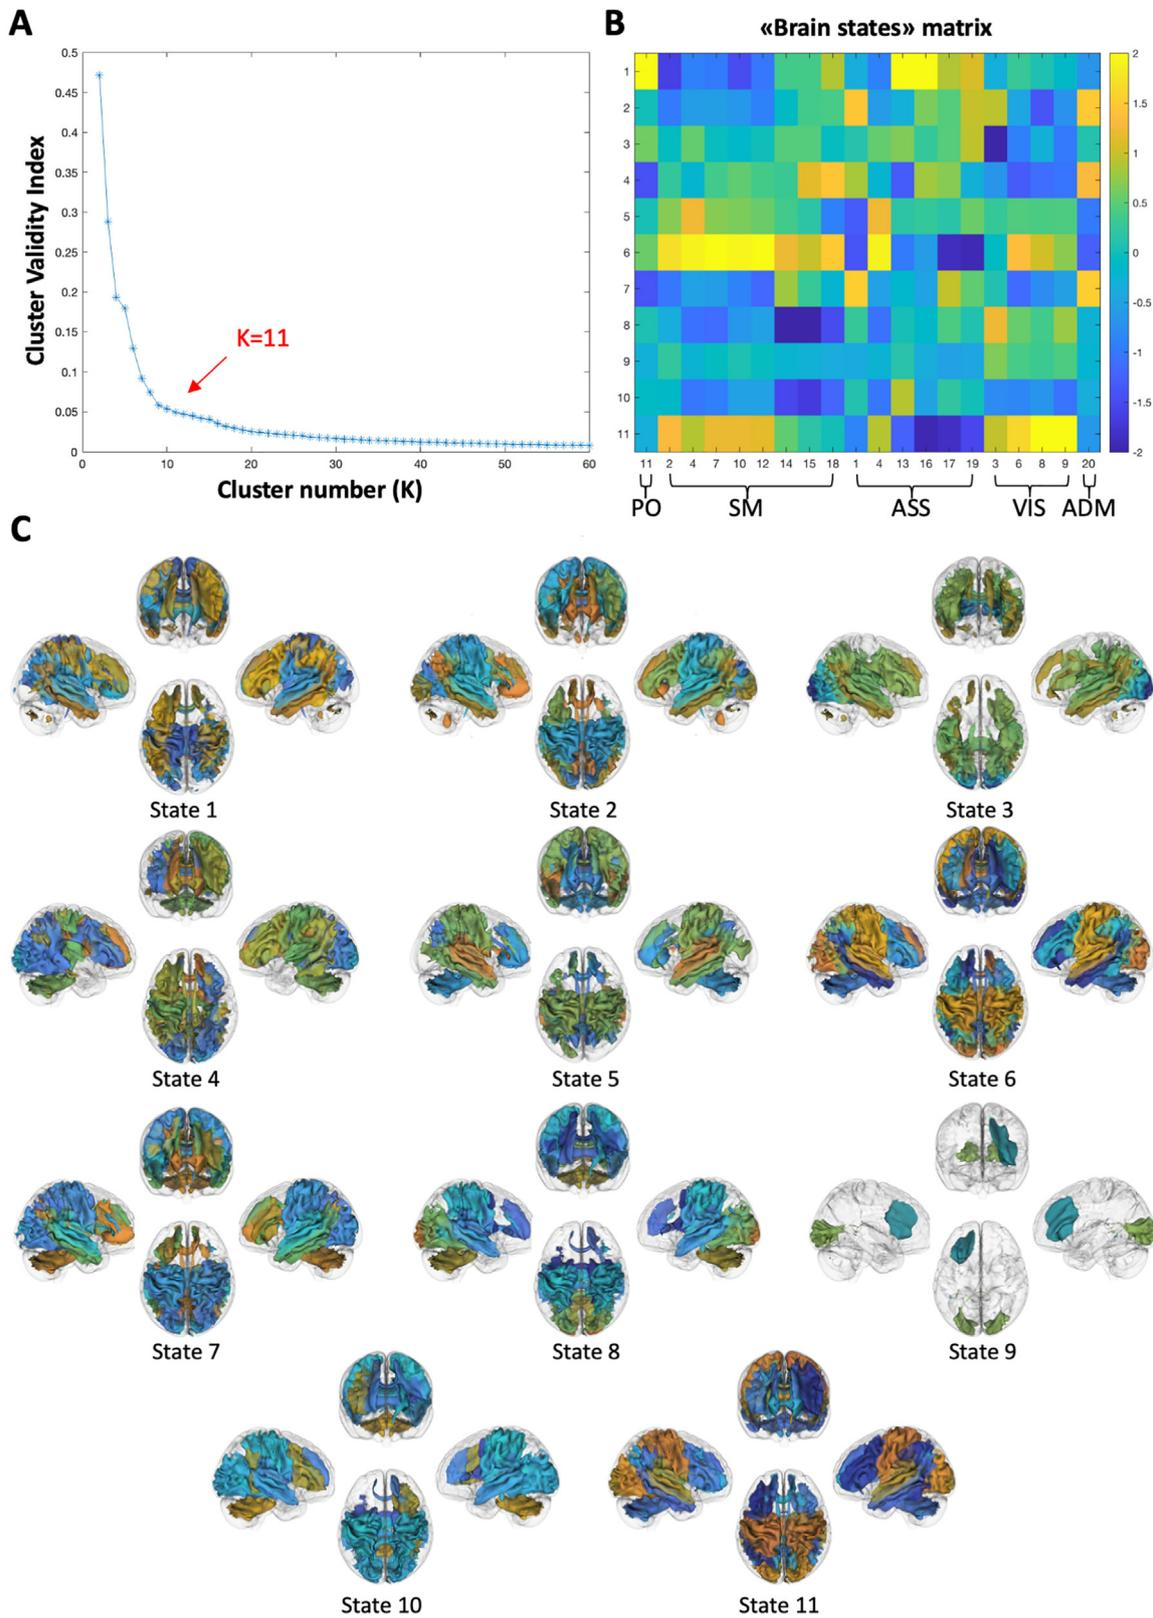 A
0.5
0.45
0.4
0.35
0.3
0.25
0.2
0.15
0.1
0.05
0
Cluster Validity Index
K=11
0 10 20 30 40 50 60
Cluster number (K)
B
«Brain states» matrix
1
2
3
4
5
6
7
8
9
10
11
11 2 4 7 10 12 14 15 18 1 4 13 16 17 19 3 6 8 9 20
PO SM ASS VIS ADM
2
1.5
1
0.5
0
-0.5
-1
-1.5
-2
C
State 1 State 2 State 3
State 4 State 5 State 6
State 7 State 8 State 9
State 10 State 11